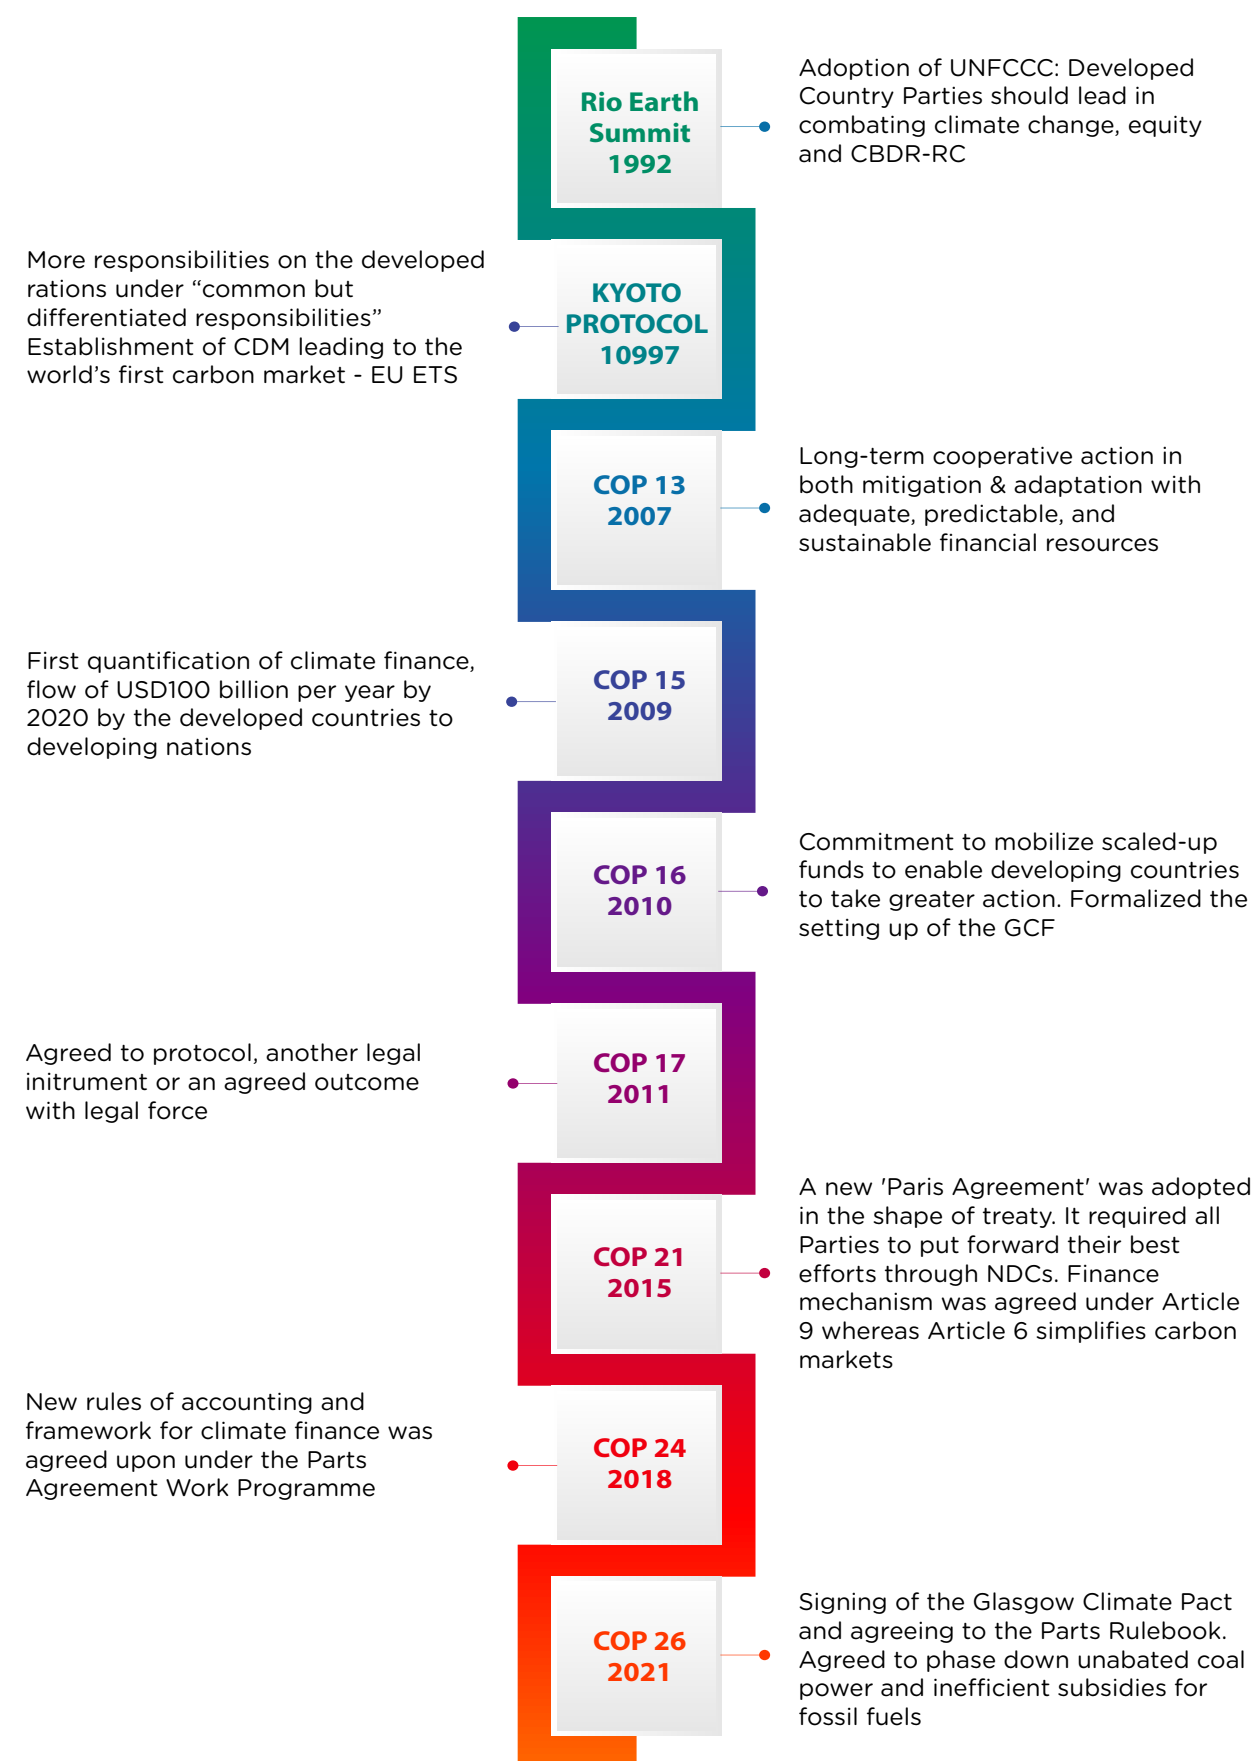 Rio Earth
Summit
1992
Adoption of UNFCCC: Developed
Country Parties should lead in
combating climate change, equity
and CBDR-RC
More responsibilities on the developed
rations under “common but
differentiated responsibilities”
Establishment of CDM leading to the
world’s first carbon market - EU ETS
KYOTO
PROTOCOL
10997
COP 13
2007
Long-term cooperative action in
both mitigation & adaptation with
adequate, predictable, and
sustainable financial resources
First quantification of climate finance,
flow of USD100 billion per year by
2020 by the developed countries to
developing nations
COP 15
2009
COP 16
2010
Commitment to mobilize scaled-up
funds to enable developing countries
to take greater action. Formalized the
setting up of the GCF
Agreed to protocol, another legal
initrument or an agreed outcome
with legal force
COP 17
2011
COP 21
2015
A new 'Paris Agreement' was adopted
in the shape of treaty. It required all
Parties to put forward their best
efforts through NDCs. Finance
mechanism was agreed under Article
9 whereas Article 6 simplifies carbon
markets
New rules of accounting and
framework for climate finance was
agreed upon under the Parts
Agreement Work Programme
COP 24
2018
COP 26
2021
Signing of the Glasgow Climate Pact
and agreeing to the Parts Rulebook.
Agreed to phase down unabated coal
power and inefficient subsidies for
fossil fuels